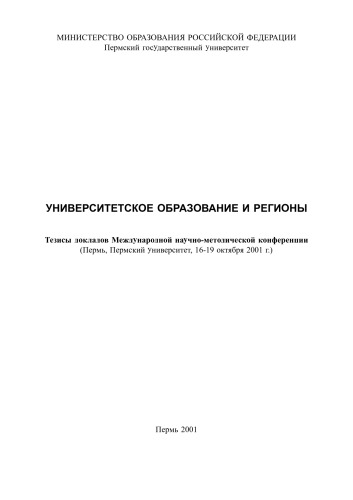 МИНИСТЕРСТВО ОБРАЗОВАНИЯ РОССИЙСКОЙ ФЕДЕРАЦИИ
Пермский государственный университет
УНИВЕРСИТЕТСКОЕ ОБРАЗОВАНИЕ И РЕГИОНЫ
Тезисы докладов Международной научно-методической конференции
(Пермь, Пермский университет, 16-19 октября 2001 г.)
Пермь 2001